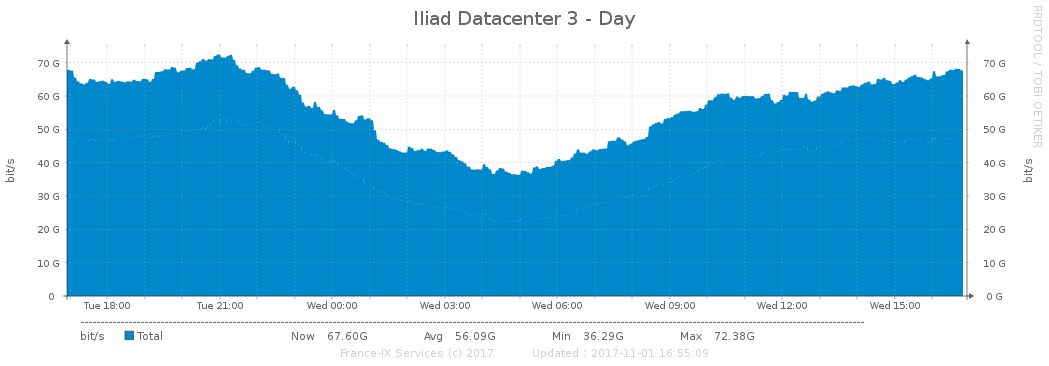 Iliad Datacenter 3 - Day
RRDTOOL / TOBI OETIKER
bit/s
70 G
60 G
50 G
40 G
30 G
20 G
10 G
0
70 G
60 G
50 G
40 G
30 G
20 G
10 G
0 G
bit/s
Tue 18:00 Tue 21:00 Wed 00:00 Wed 03:00 Wed 06:00 Wed 09:00 Wed 12:00 Wed 15:00
bit/s Total Now 67.60G Avg 56.09G Min 36.29G Max 72.38G
France-IX Services (c) 2017 Updated : 2017-11-01 16:55:09